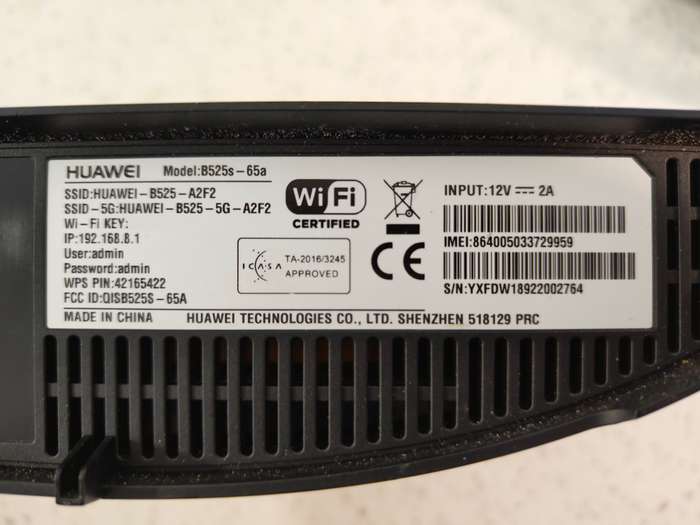 HUAWEI Model:B525s-65a
SSID:HUAWEI-B525-A2F2
SSID-5G:HUAWEI-B525-5G-A2F2
Wi-Fi KEY:
IP:192.168.8.1
User:admin
Password:admin
WPS PIN:42165422
FCC ID:QISB525S-65A
MADE IN CHINA
HUAWEI TECHNOLOGIES CO., LTD. SHENZHEN 518129 PRC
Wi Fi
CERTIFIED
ICASA
TA-2016/3245
APPROVED
CE
INPUT:12V ⎓ 2A
IMEI:864005033729959
S/N:YXFDW18922002764